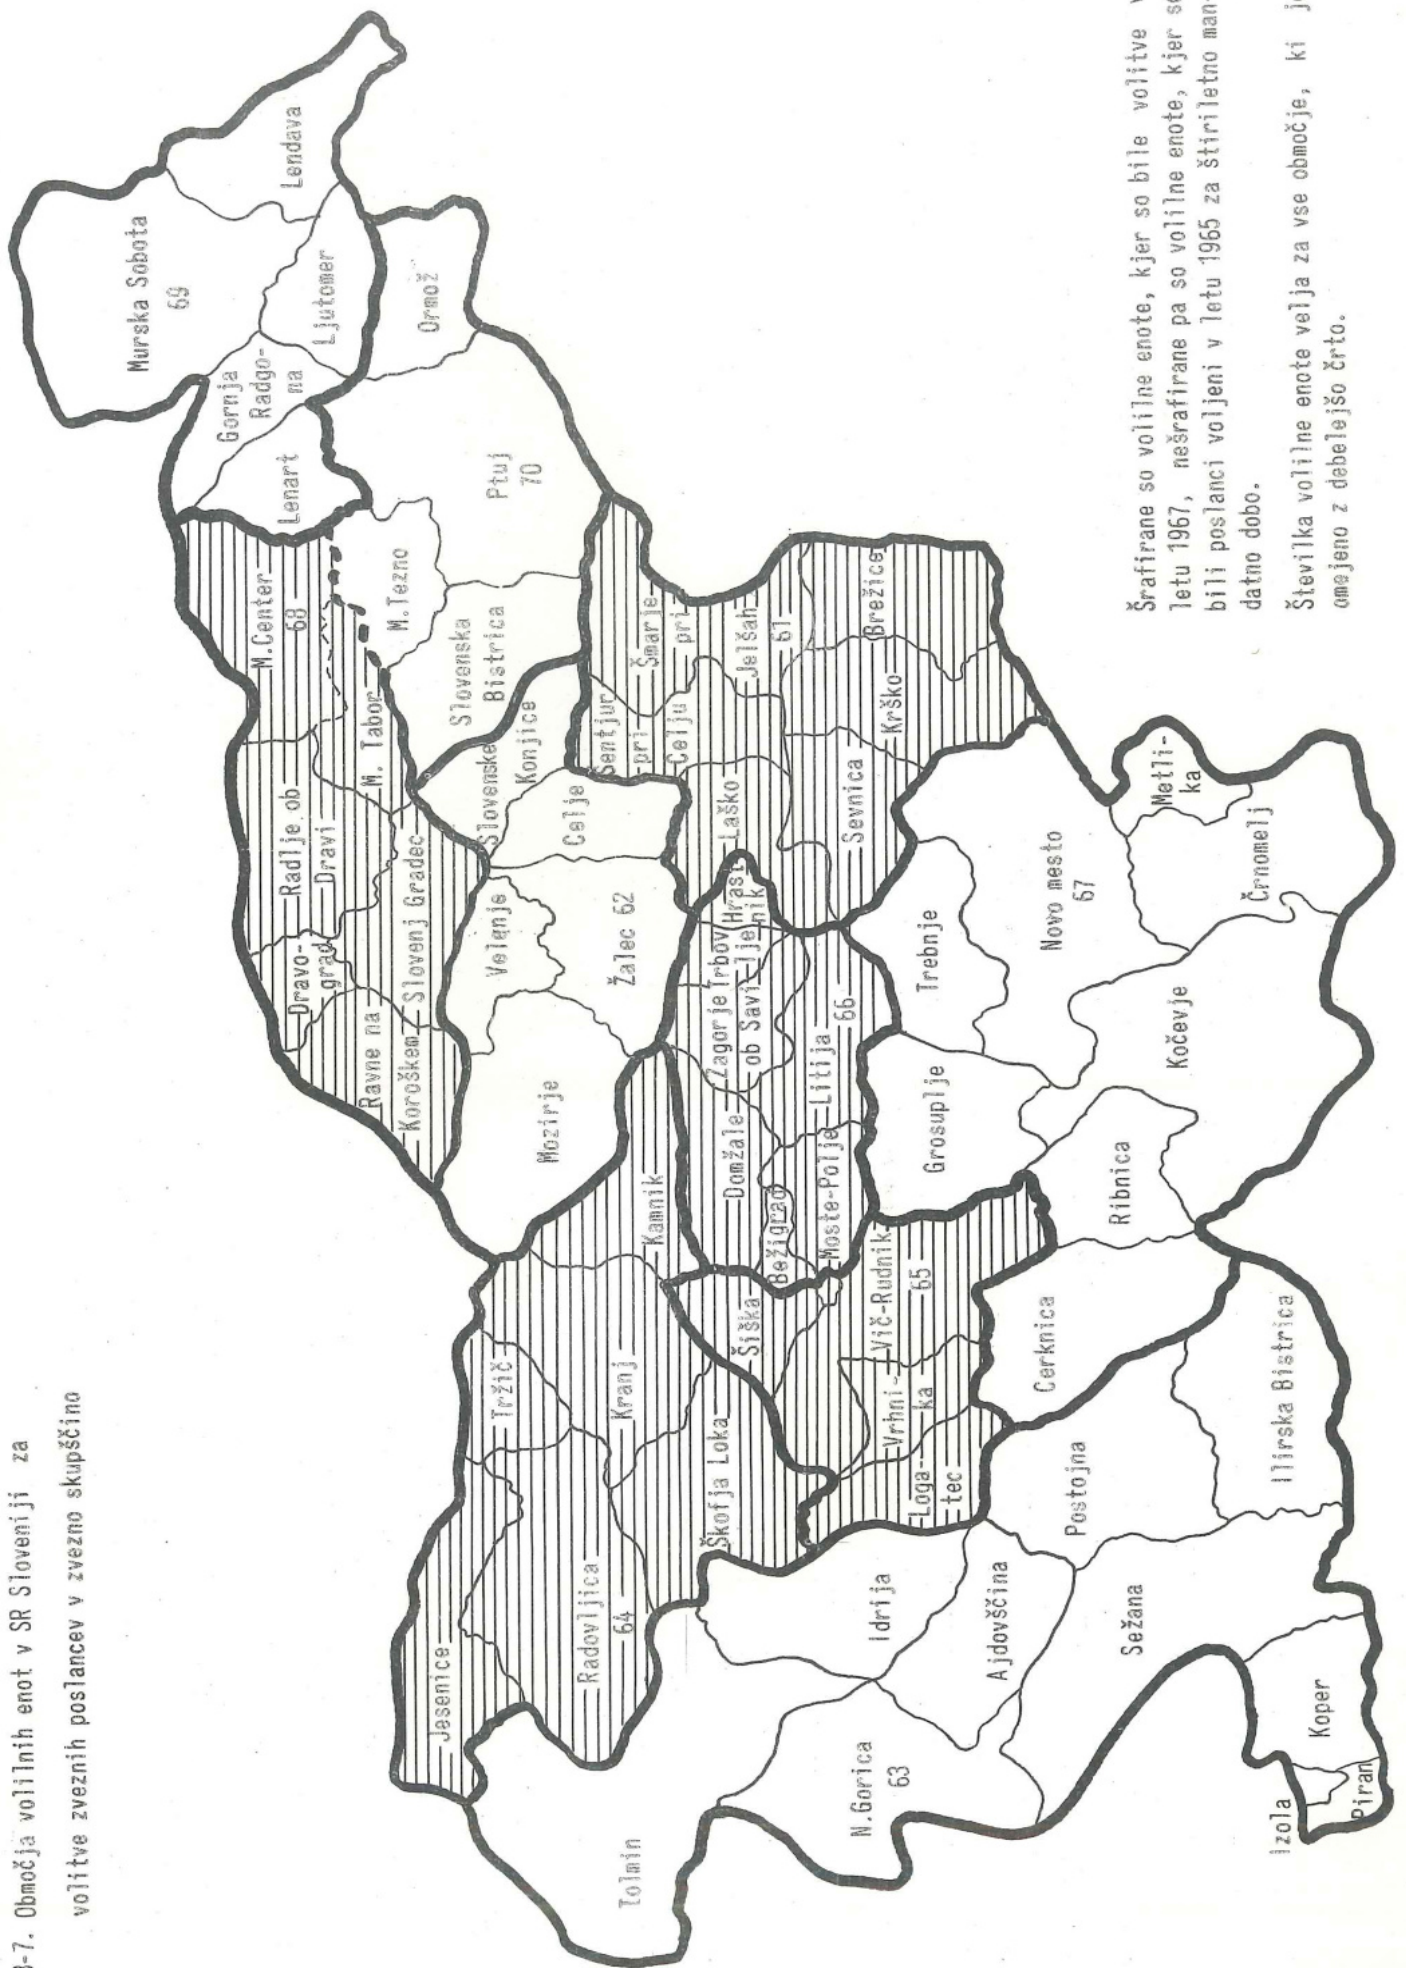 3-7. Območja volilnih enot v SR Sloveniji za
volitve zveznih poslancev v zvezno skupščino
Murska Sobota
69
Lendava
Gornja
Radgo-
na
Ljutomer
Lenart
Ormož
Ptuj
70
M.Center
68
M.Tezno
M. Tabor
Slovenska
Bistrica
Radlje ob
Dravi
Dravo-
grad
Slovenj Gradec
Ravne na
Koroškem
Slovenske
Konjice
Celje
Velenje
Žalec 62
Mozirje
Šentjur
pri
Celju
Šmarje
pri
Jelšah
61
Laško
Brežice
Krško
Sevnica
Jesenice
Tržič
Radovljica
64
Kranj
Kamnik
Škofja Loka
Domžale
Zagorje
ob Savi
Trbov
lje
Hrast
nik
Litija
66
Bežigrad
Moste-Polje
Šiška
Vič-Rudnik
65
Vrhni-
ka
Loga-
tec
Grosuplje
Trebnje
Novo mesto
67
Metli-
ka
Črnomelj
Kočevje
Ribnica
Cerknica
Tolmin
Idrija
N.Gorica
63
Ajdovščina
Postojna
Sežana
Ilirska Bistrica
Koper
Izola
Piran
Šrafirane so volilne enote, kjer so bile volitve v
letu 1967, nešrafirane pa so volilne enote, kjer so
bili poslanci voljeni v letu 1965 za štiriletno man-
datno dobo.
Številka volilne enote velja za vse območje, ki je
omejeno z debelejšo črto.